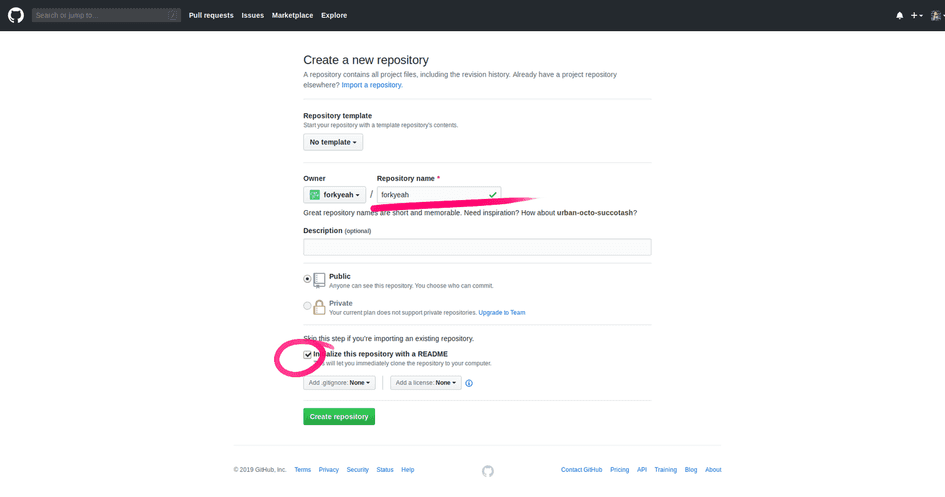 Search or jump to... /
Pull requests Issues Marketplace Explore
Create a new repository
A repository contains all project files, including the revision history. Already have a project repository
elsewhere? Import a repository.
Repository template
Start your repository with a template repository's contents.
No template
Owner Repository name *
forkyeah / forkyeah
Great repository names are short and memorable. Need inspiration? How about urban-octo-succotash?
Description (optional)
Public
Anyone can see this repository. You choose who can commit.
Private
Your current plan does not support private repositories. Upgrade to Team
Skip this step if you're importing an existing repository.
Initialize this repository with a README
This will let you immediately clone the repository to your computer.
Add .gitignore: None Add a license: None
Create repository
© 2019 GitHub, Inc. Terms Privacy Security Status Help Contact GitHub Pricing API Training Blog About